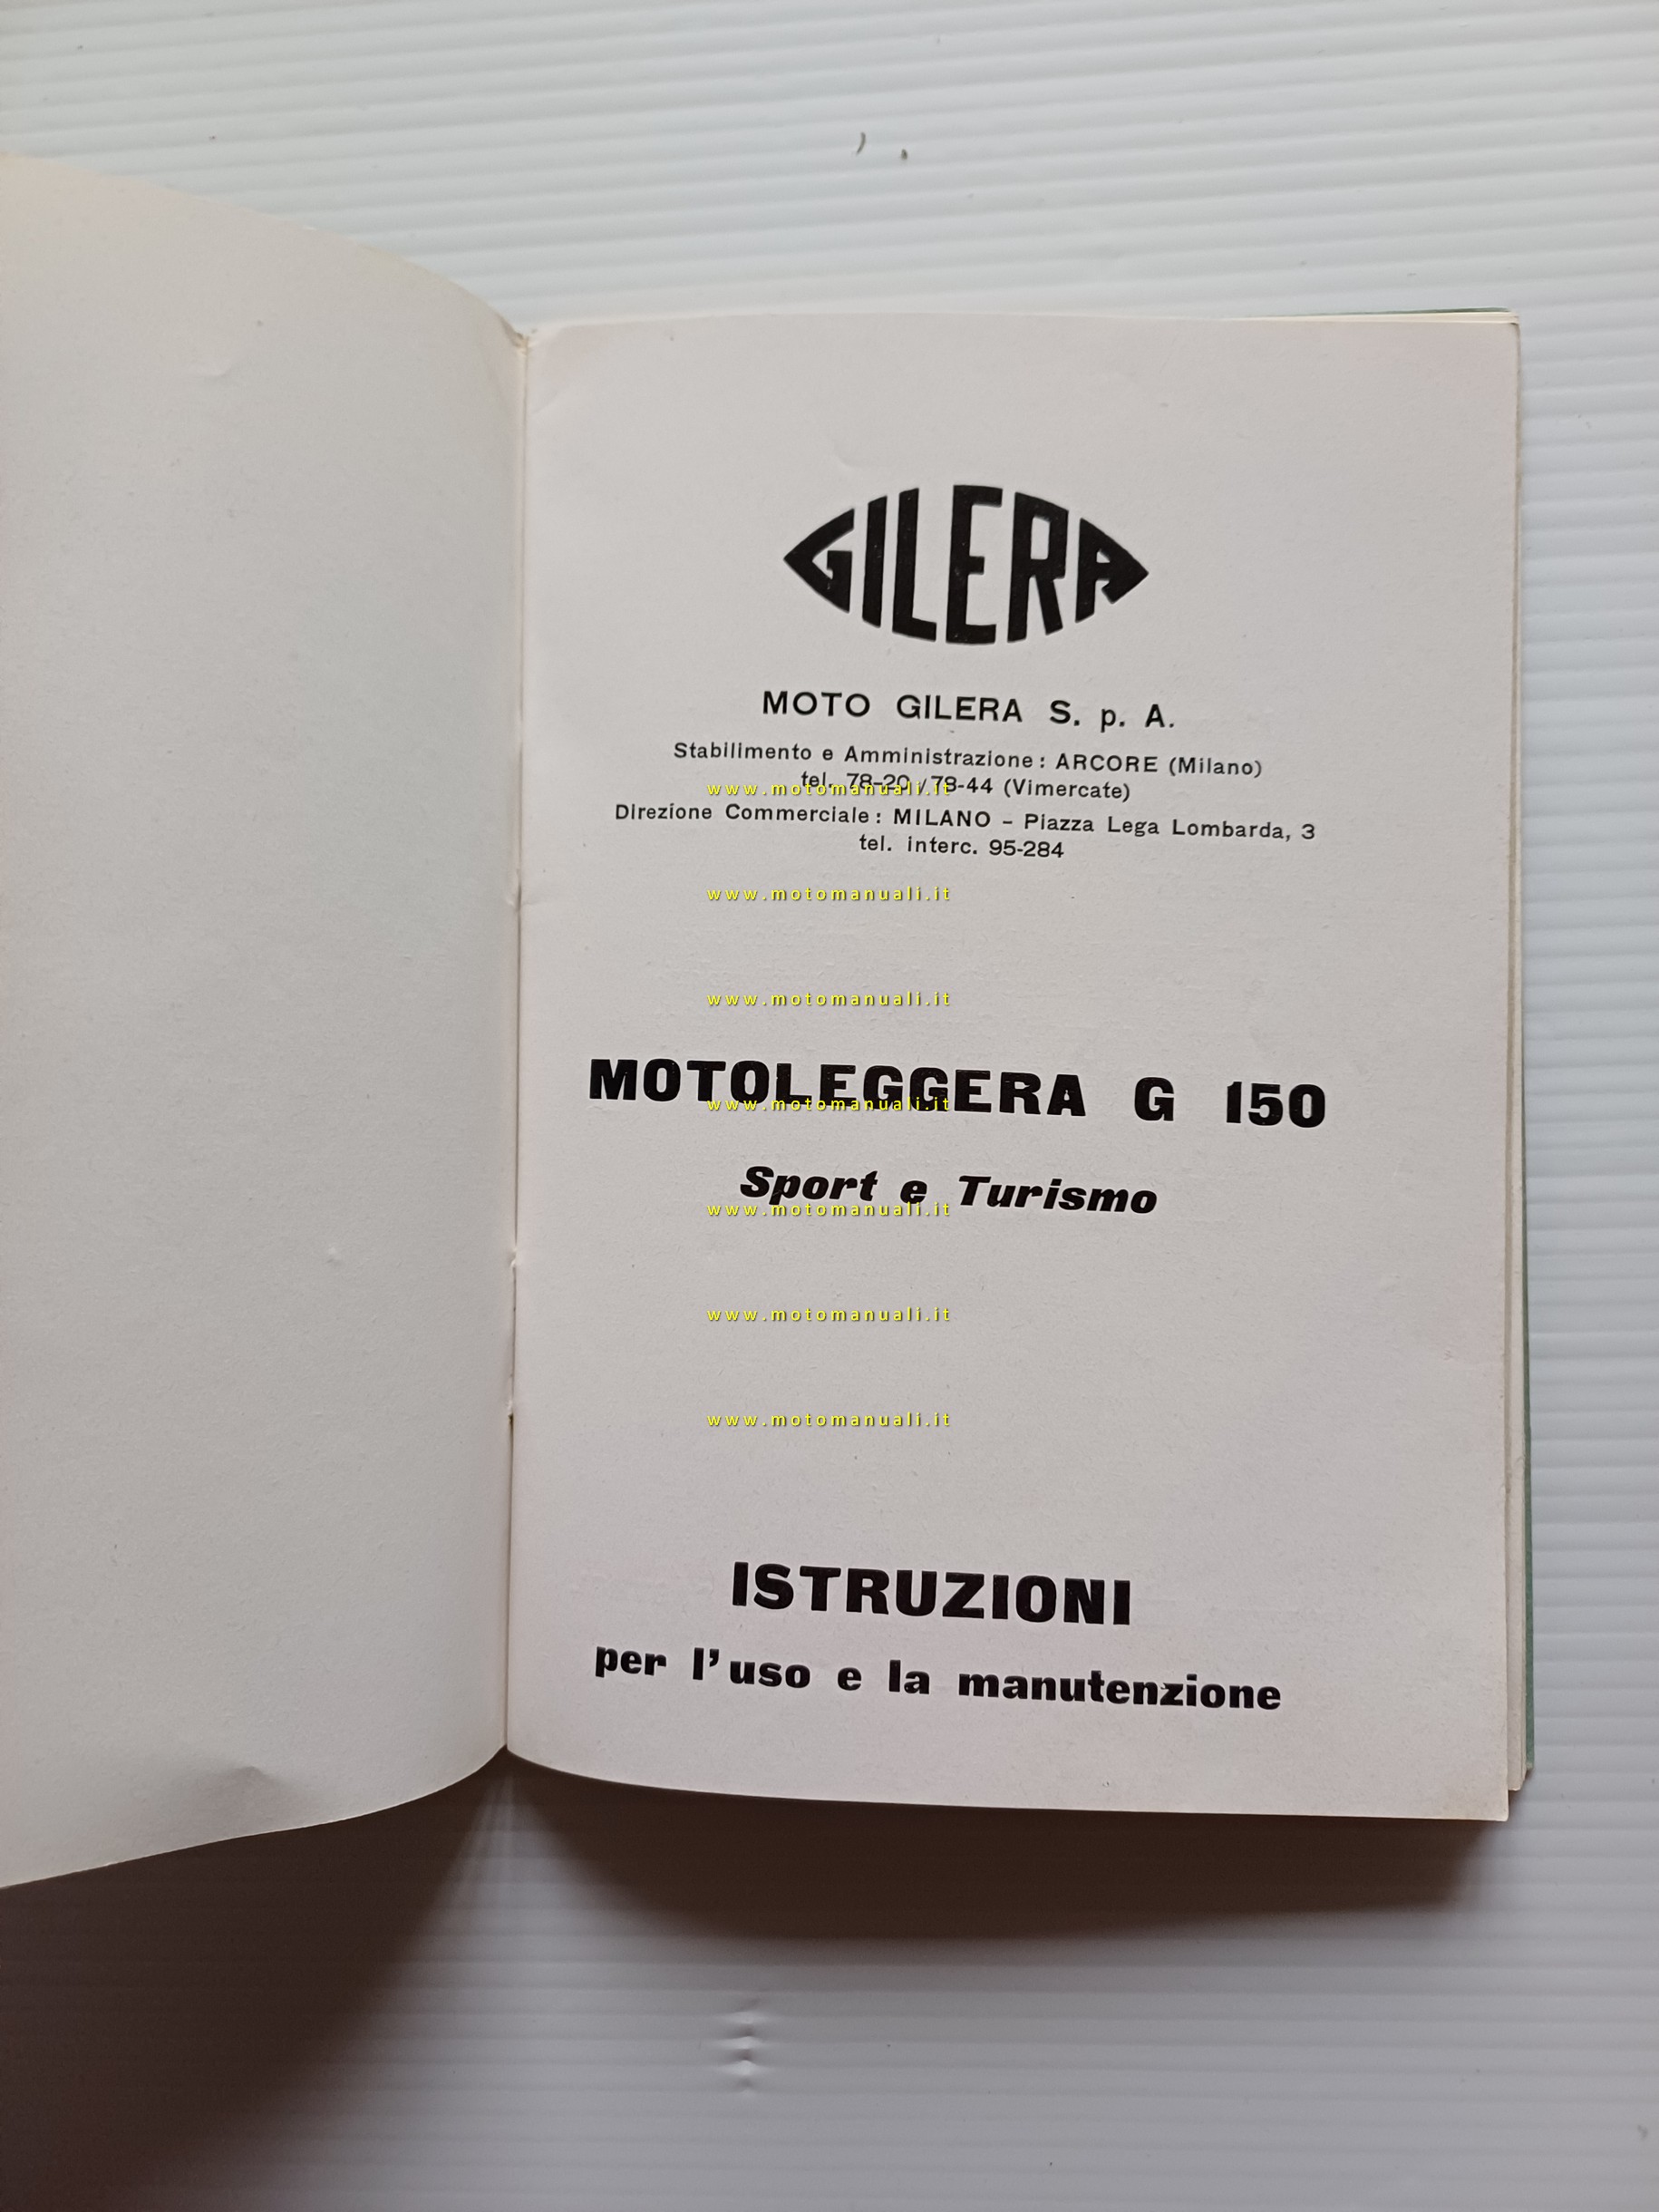 GILERA
MOTO GILERA S. p. A.
Stabilimento e Amministrazione: ARCORE (Milano)
tel. 78-20 / 78-44 (Vimercate)
www.motomanuali.it
Direzione Commerciale: MILANO - Piazza Lega Lombarda, 3
tel. interc. 95-284
www.motomanuali.it
www.motomanuali.it
MOTOLEGGERA G 150
www.motomanuali.it
Sport e Turismo
www.motomanuali.it
www.motomanuali.it
www.motomanuali.it
ISTRUZIONI
per l'uso e la manutenzione